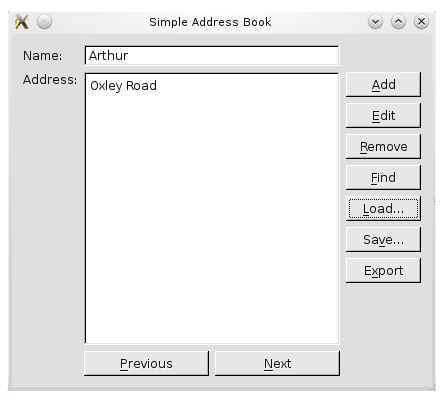 Simple Address Book
Name: Arthur
Address: Oxley Road
Add
Edit
Remove
Find
Load...
Save...
Export
Previous Next